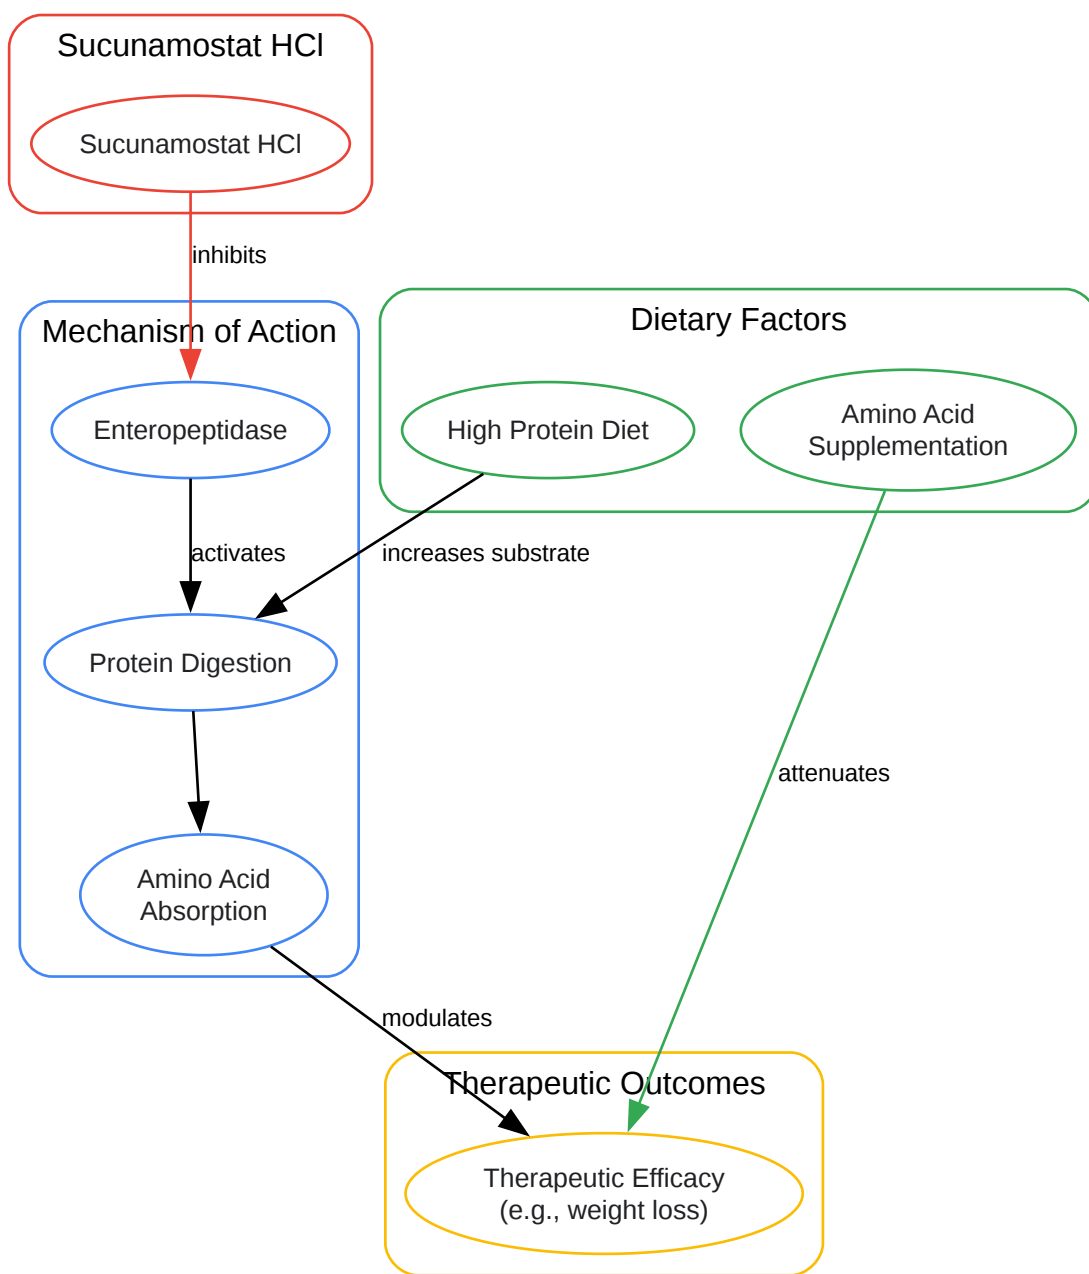 Sucunamostat HCl
Sucunamostat HCl
inhibits
Mechanism of Action
Dietary Factors
Enteropeptidase
High Protein Diet
Amino Acid
Supplementation
activates
increases substrate
Protein Digestion
attenuates
Amino Acid
Absorption
modulates
Therapeutic Outcomes
Therapeutic Efficacy
(e.g., weight loss)